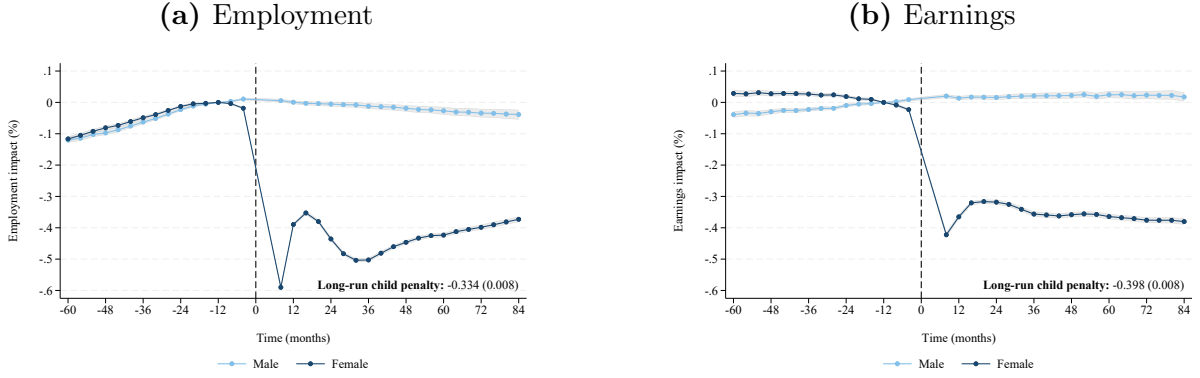 (a) Employment
.1
0
-.1
-.2
-.3
-.4
-.5
-.6
Employment impact (%)
Long-run child penalty: -0.334 (0.008)
-60 -48 -36 -24 -12 0 12 24 36 48 60 72 84
Time (months)
Male Female
(b) Earnings
.1
0
-.1
-.2
-.3
-.4
-.5
-.6
Earnings impact (%)
Long-run child penalty: -0.398 (0.008)
-60 -48 -36 -24 -12 0 12 24 36 48 60 72 84
Time (months)
Male Female